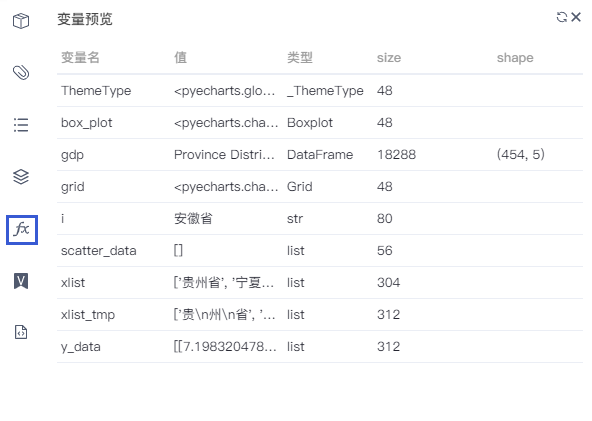 变量预览
变量名 值 类型 size shape
ThemeType <pyecharts.glo... _ThemeType 48
box_plot <pyecharts.cha... Boxplot 48
gdp Province Distri... DataFrame 18288 (454, 5)
grid <pyecharts.cha... Grid 48
i 安徽省 str 80
scatter_data [] list 56
xlist ['贵州省', '宁夏... list 304
xlist_tmp ['贵\n州\n省', '... list 312
y_data [[7.198320478... list 312
fx
V